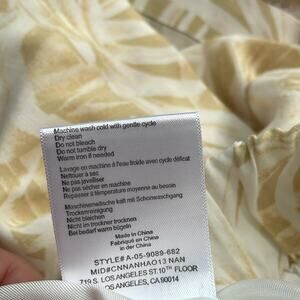 Machine wash cold with gentle cycle
Dry clean
Do not bleach
Do not tumble dry
Warm iron if needed
Lavage en machine à l'eau froide avec cycle délicat
Nettoyer à sec
Ne pas javelliser
Ne pas sécher en machine
Repasser à température moyenne au besoin
Maschinenwäsche kalt mit Schonwaschgang
Trockenreinigung
Nicht bleichen
Nicht im trockner trocknen
Bei bedarf warm bügeln
Made in China
Fabriqué en China
in der China
STYLE# A-05-9089-682
MID#CNNANHAO13 NAN
719 S. LOS ANGELES ST. 10TH FLOOR
LOS ANGELES, CA 90014